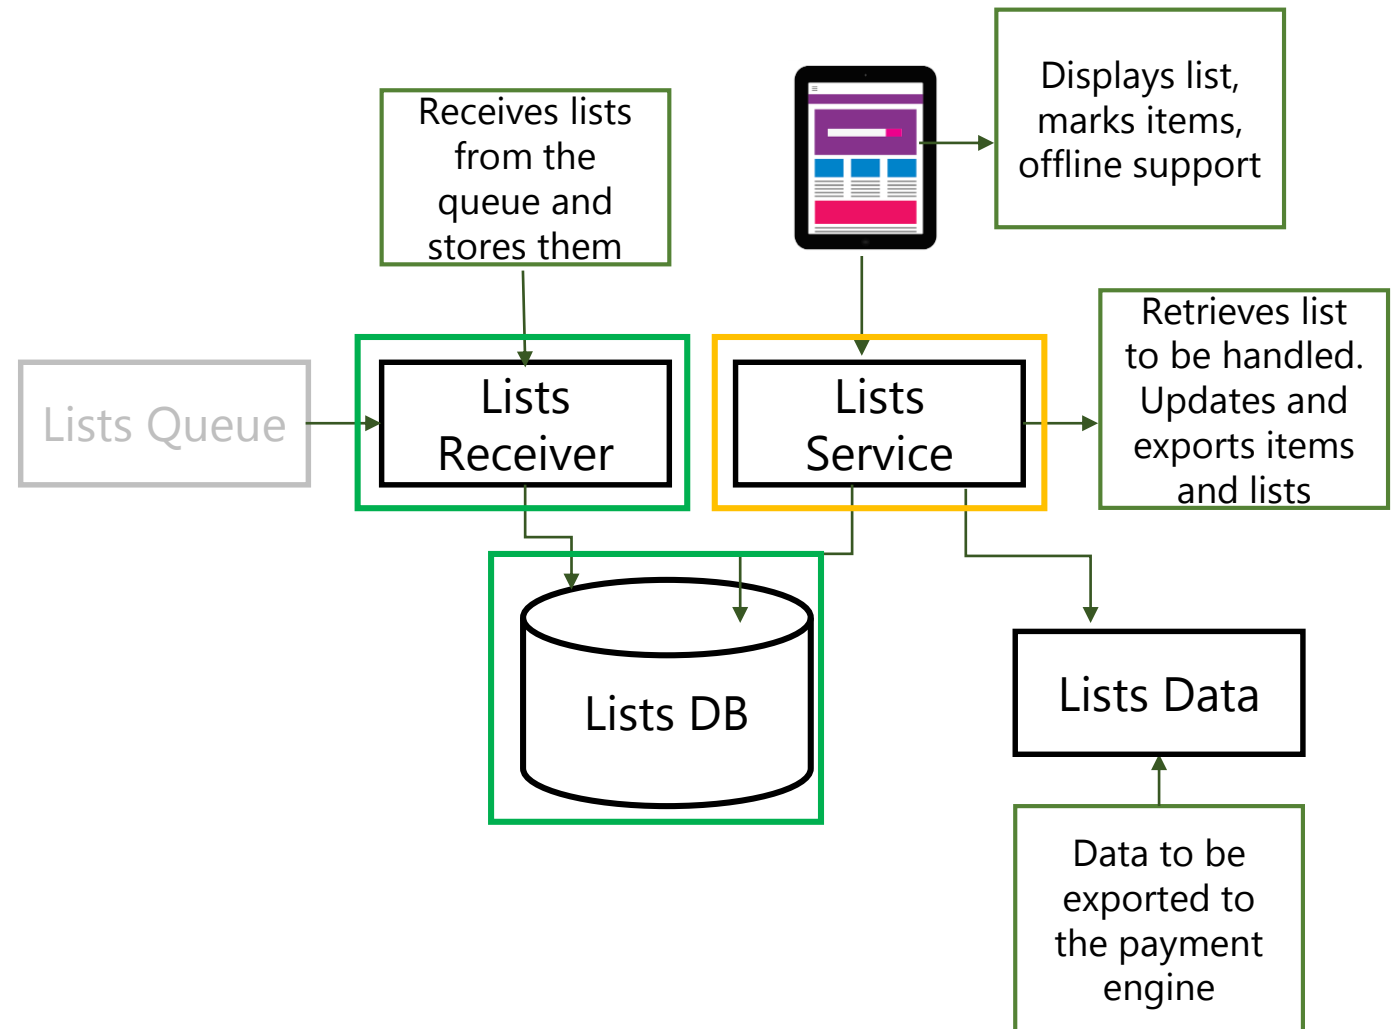 Displays list,
marks items,
offline support
Receives lists
from the
queue and
stores them
Retrieves list
to be handled.
Updates and
exports items
and lists
Lists Queue
Lists
Receiver
Lists
Service
Lists DB
Lists Data
Data to be
exported to
the payment
engine